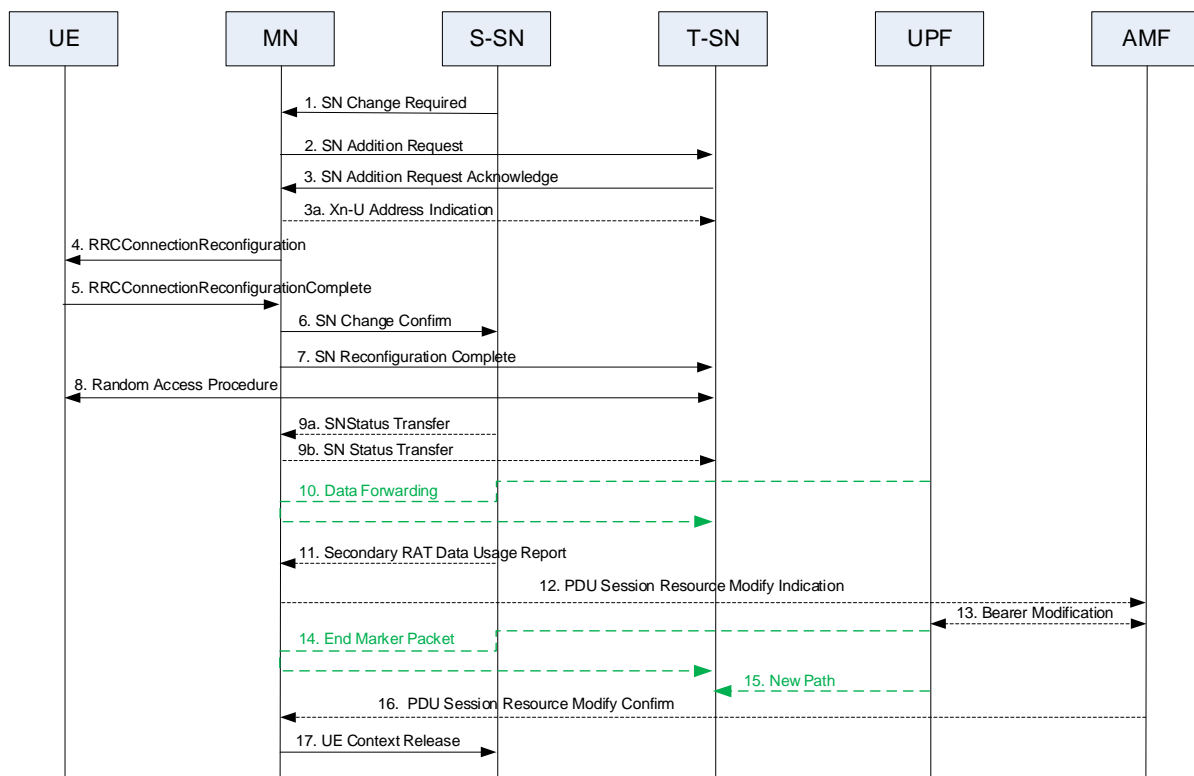 UE MN S-SN T-SN UPF AMF
1. SN Change Required
2. SN Addition Request
3. SN Addition Request Acknowledge
3a. Xn-U Address Indication
4. RRCConnectionReconfiguration
5. RRCConnectionReconfigurationComplete
6. SN Change Confirm
7. SN Reconfiguration Complete
8. Random Access Procedure
9a. SNStatus Transfer
9b. SN Status Transfer
10. Data Forwarding
11. Secondary RAT Data Usage Report
12. PDU Session Resource Modify Indication
13. Bearer Modification
14. End Marker Packet
15. New Path
16. PDU Session Resource Modify Confirm
17. UE Context Release